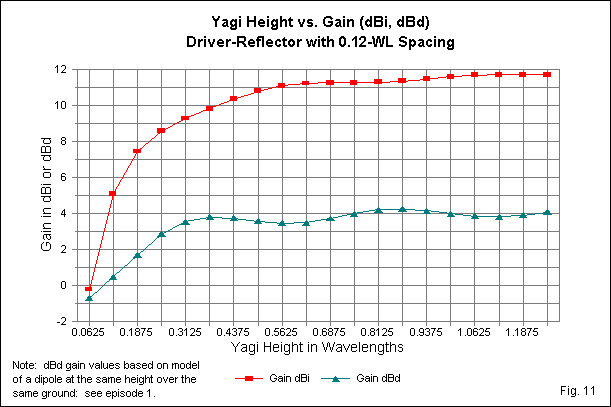 Yagi Height vs. Gain (dBi, dBd)
Driver-Reflector with 0.12-WL Spacing
Gain in dBi or dBd
12
10
8
6
4
2
0
-2
0.0625 0.1875 0.3125 0.4375 0.5625 0.6875 0.8125 0.9375 1.0625 1.1875
Yagi Height in Wavelengths
Note: dBd gain values based on model
of a dipole at the same height over the
same ground: see episode 1.
Gain dBi Gain dBd
Fig. 11